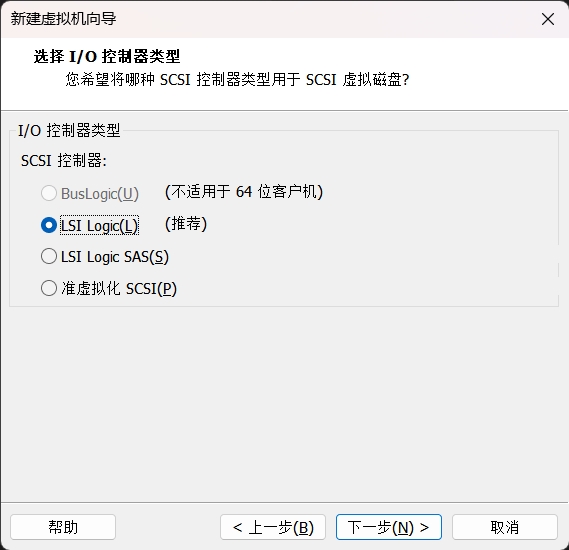 新建虚拟机向导
选择 I/O 控制器类型
您希望将哪种 SCSI 控制器类型用于 SCSI 虚拟磁盘?
I/O 控制器类型
SCSI 控制器:
BusLogic(U) (不适用于 64 位客户机)
LSI Logic(L) (推荐)
LSI Logic SAS(S)
准虚拟化 SCSI(P)
帮助 < 上一步(B) 下一步(N) > 取消